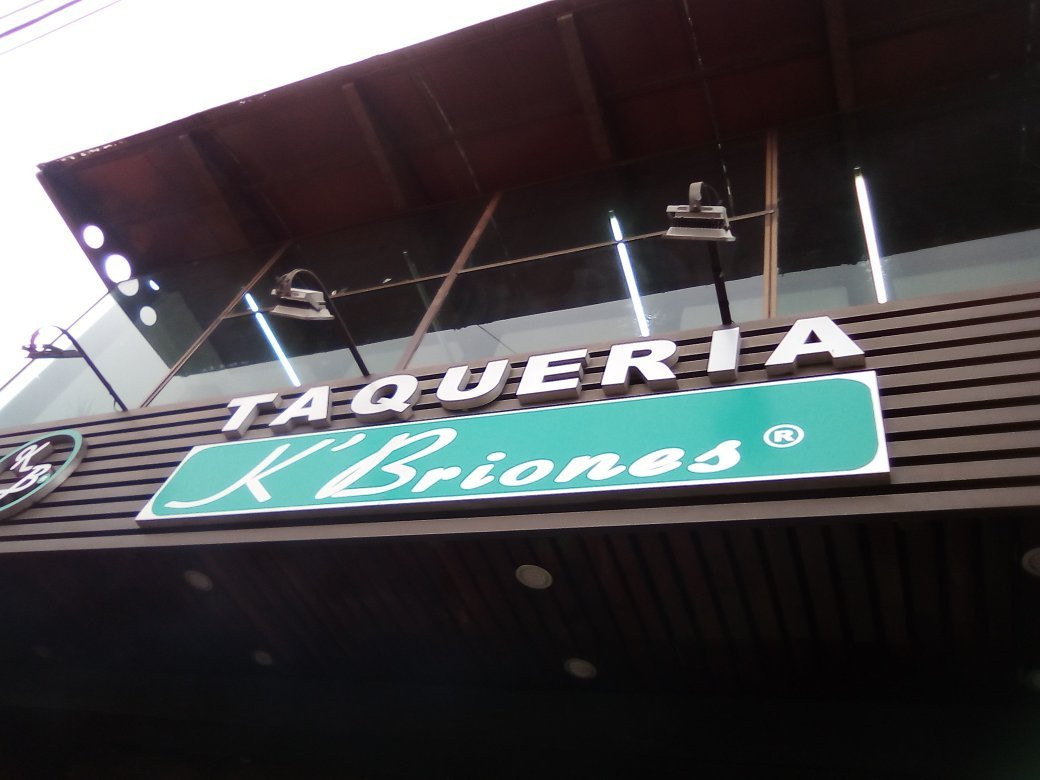 TAQUERIA
K'Briones ®
K'B.